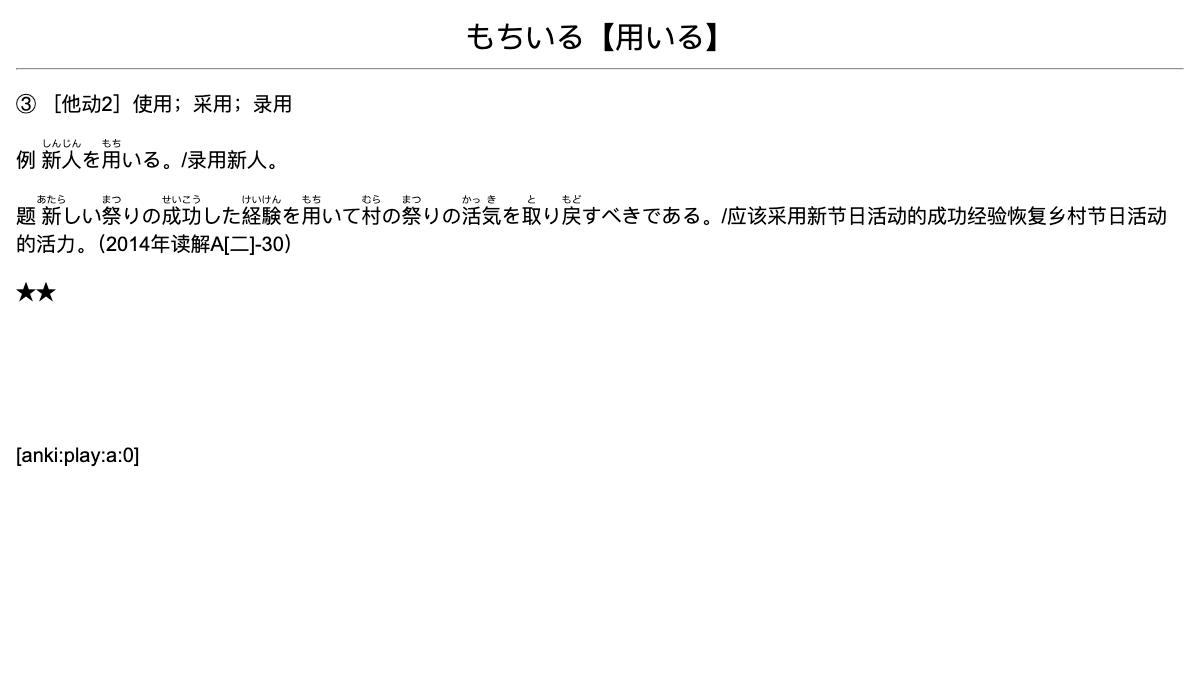 もちいる【用いる】
③ ［他动2］使用；采用；录用
しんじん もち
例 新人を用いる。/录用新人。
あたら まつ せいこう けいけん もち むら まつ かっ き と もど
题 新しい祭りの成功した経験を用いて村の祭りの活気を取り戻すべきである。/应该采用新节日活动的成功经验恢复乡村节日活动
的活力。（2014年读解A[二]-30）
★★
[anki:play:a:0]